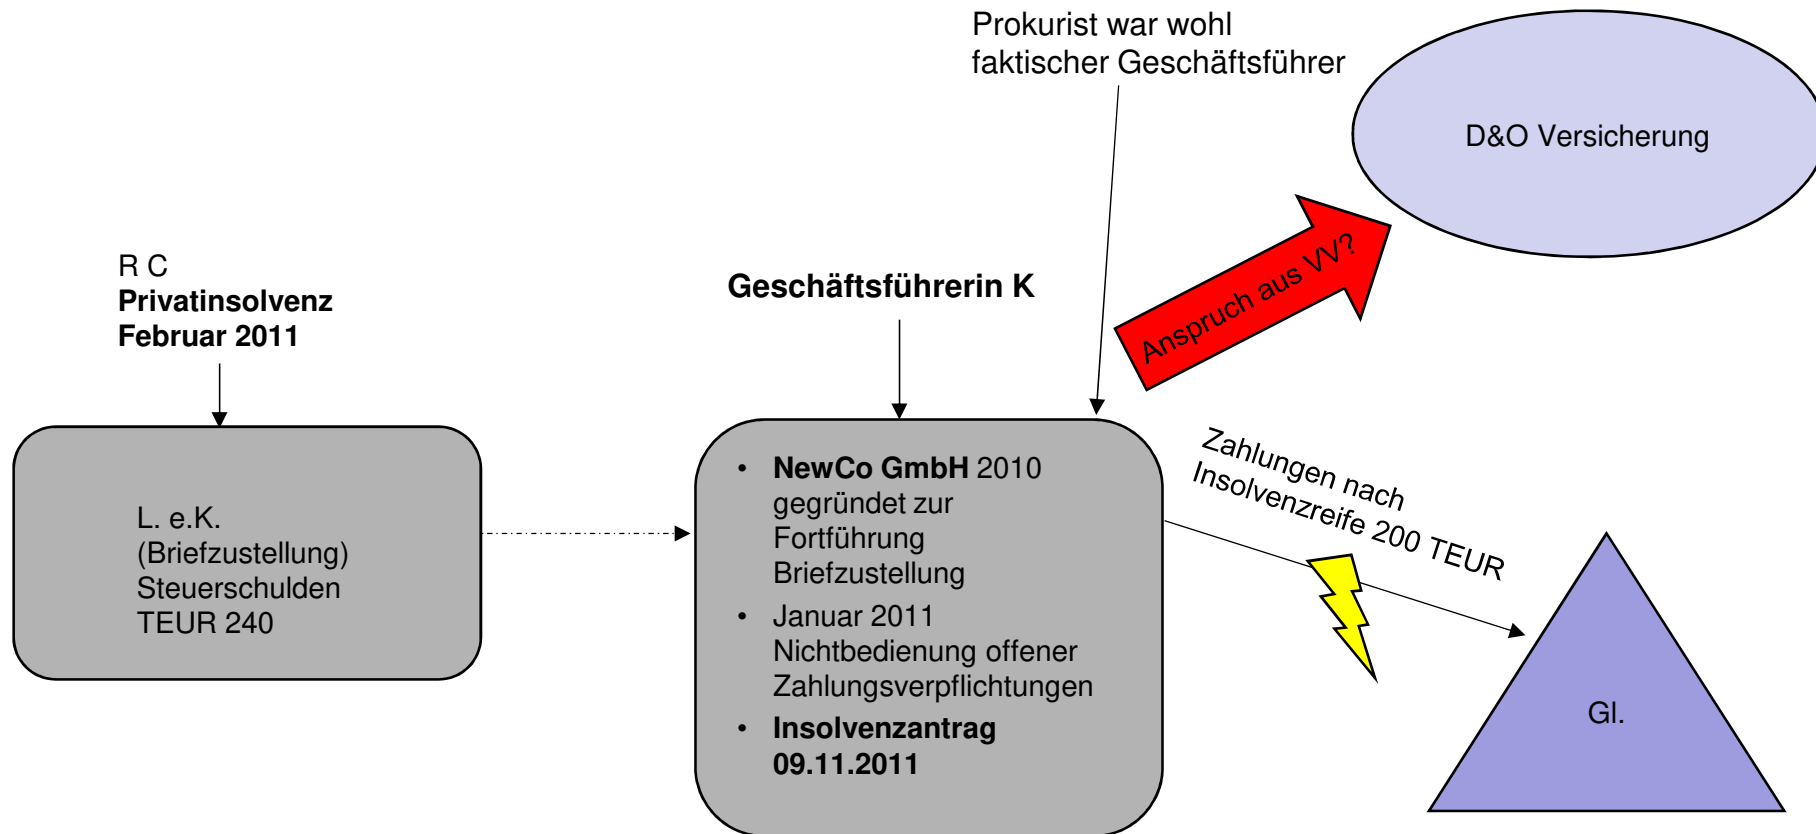 Prokurist war wohl
faktischer Geschäftsführer
D&O Versicherung
R C
Privatinsolvenz
Februar 2011
Geschäftsführerin K
Anspruch aus VV?
L. e.K.
(Briefzustellung)
Steuerschulden
TEUR 240
• NewCo GmbH 2010
gegründet zur
Fortführung
Briefzustellung
• Januar 2011
Nichtbedienung offener
Zahlungsverpflichtungen
• Insolvenzantrag
09.11.2011
Zahlungen nach
Insolvenzreife 200 TEUR
Gl.